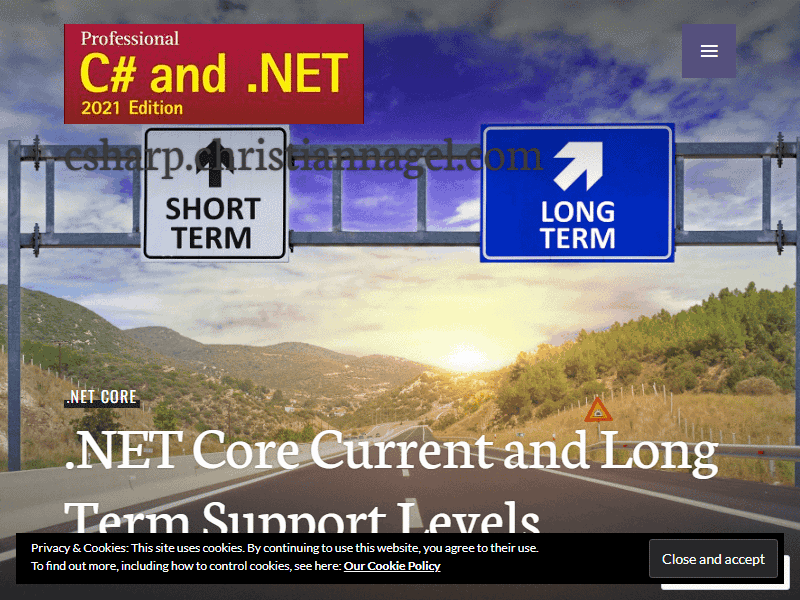 Professional
C# and .NET
2021 Edition
csharp.christiannagel.com
SHORT
TERM
LONG
TERM
.NET CORE
.NET Core Current and Long
Term Support Levels
Privacy & Cookies: This site uses cookies. By continuing to use this website, you agree to their use.
To find out more, including how to control cookies, see here: Our Cookie Policy
Close and accept